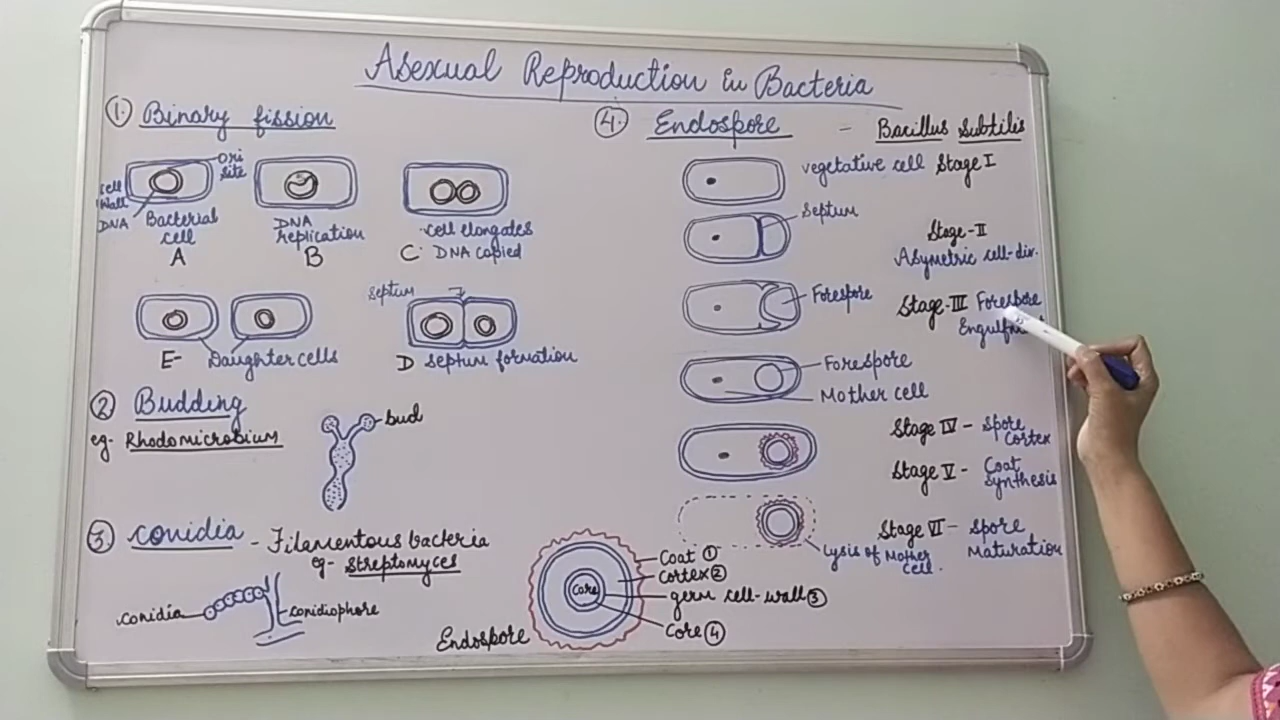 Asexual Reproduction in Bacteria
1. Binary fission
Cell Wall
DNA
Ori Site
Bacterial cell
A
DNA replication
B
cell elongates
C. DNA copied
septum
E- Daughter cells
D Septum formation
2 Budding
eg- Rhodomicrobium
bud
3 Conidia - Filamentous bacteria
eg- Streptomyces
conidia
conidiophore
Endospore
Core
Coat 1
cortex 2
germ cell-wall 3
Core 4
4. Endospore - Bacillus Subtilis
vegetative cell Stage I
Septum
Stage-II
Asymetric cell-div.
Forespore
Stage-III Forespore
Forespore
Mother cell
Stage IV - Spore
Cortex
Stage V - Coat
synthesis
Stage VI - Spore
Maturation
Lysis of Mother
cell.